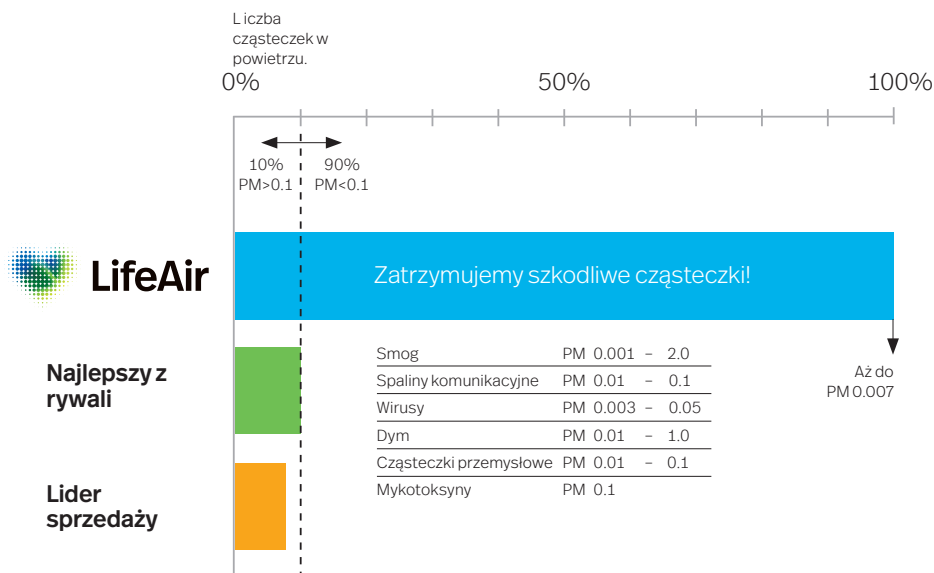 Liczba
cząsteczek w
powietrzu.
0% 50% 100%
10% 90%
PM>0.1 PM<0.1
LifeAir
Zatrzymujemy szkodliwe cząsteczki!
Najlepszy z
rywali
Smog PM 0.001 – 2.0
Spaliny komunikacyjne PM 0.01 – 0.1
Wirusy PM 0.003 – 0.05
Dym PM 0.01 – 1.0
Cząsteczki przemysłowe PM 0.01 – 0.1
Mykotoksyny PM 0.1
Aż do
PM 0.007
Lider
sprzedaży